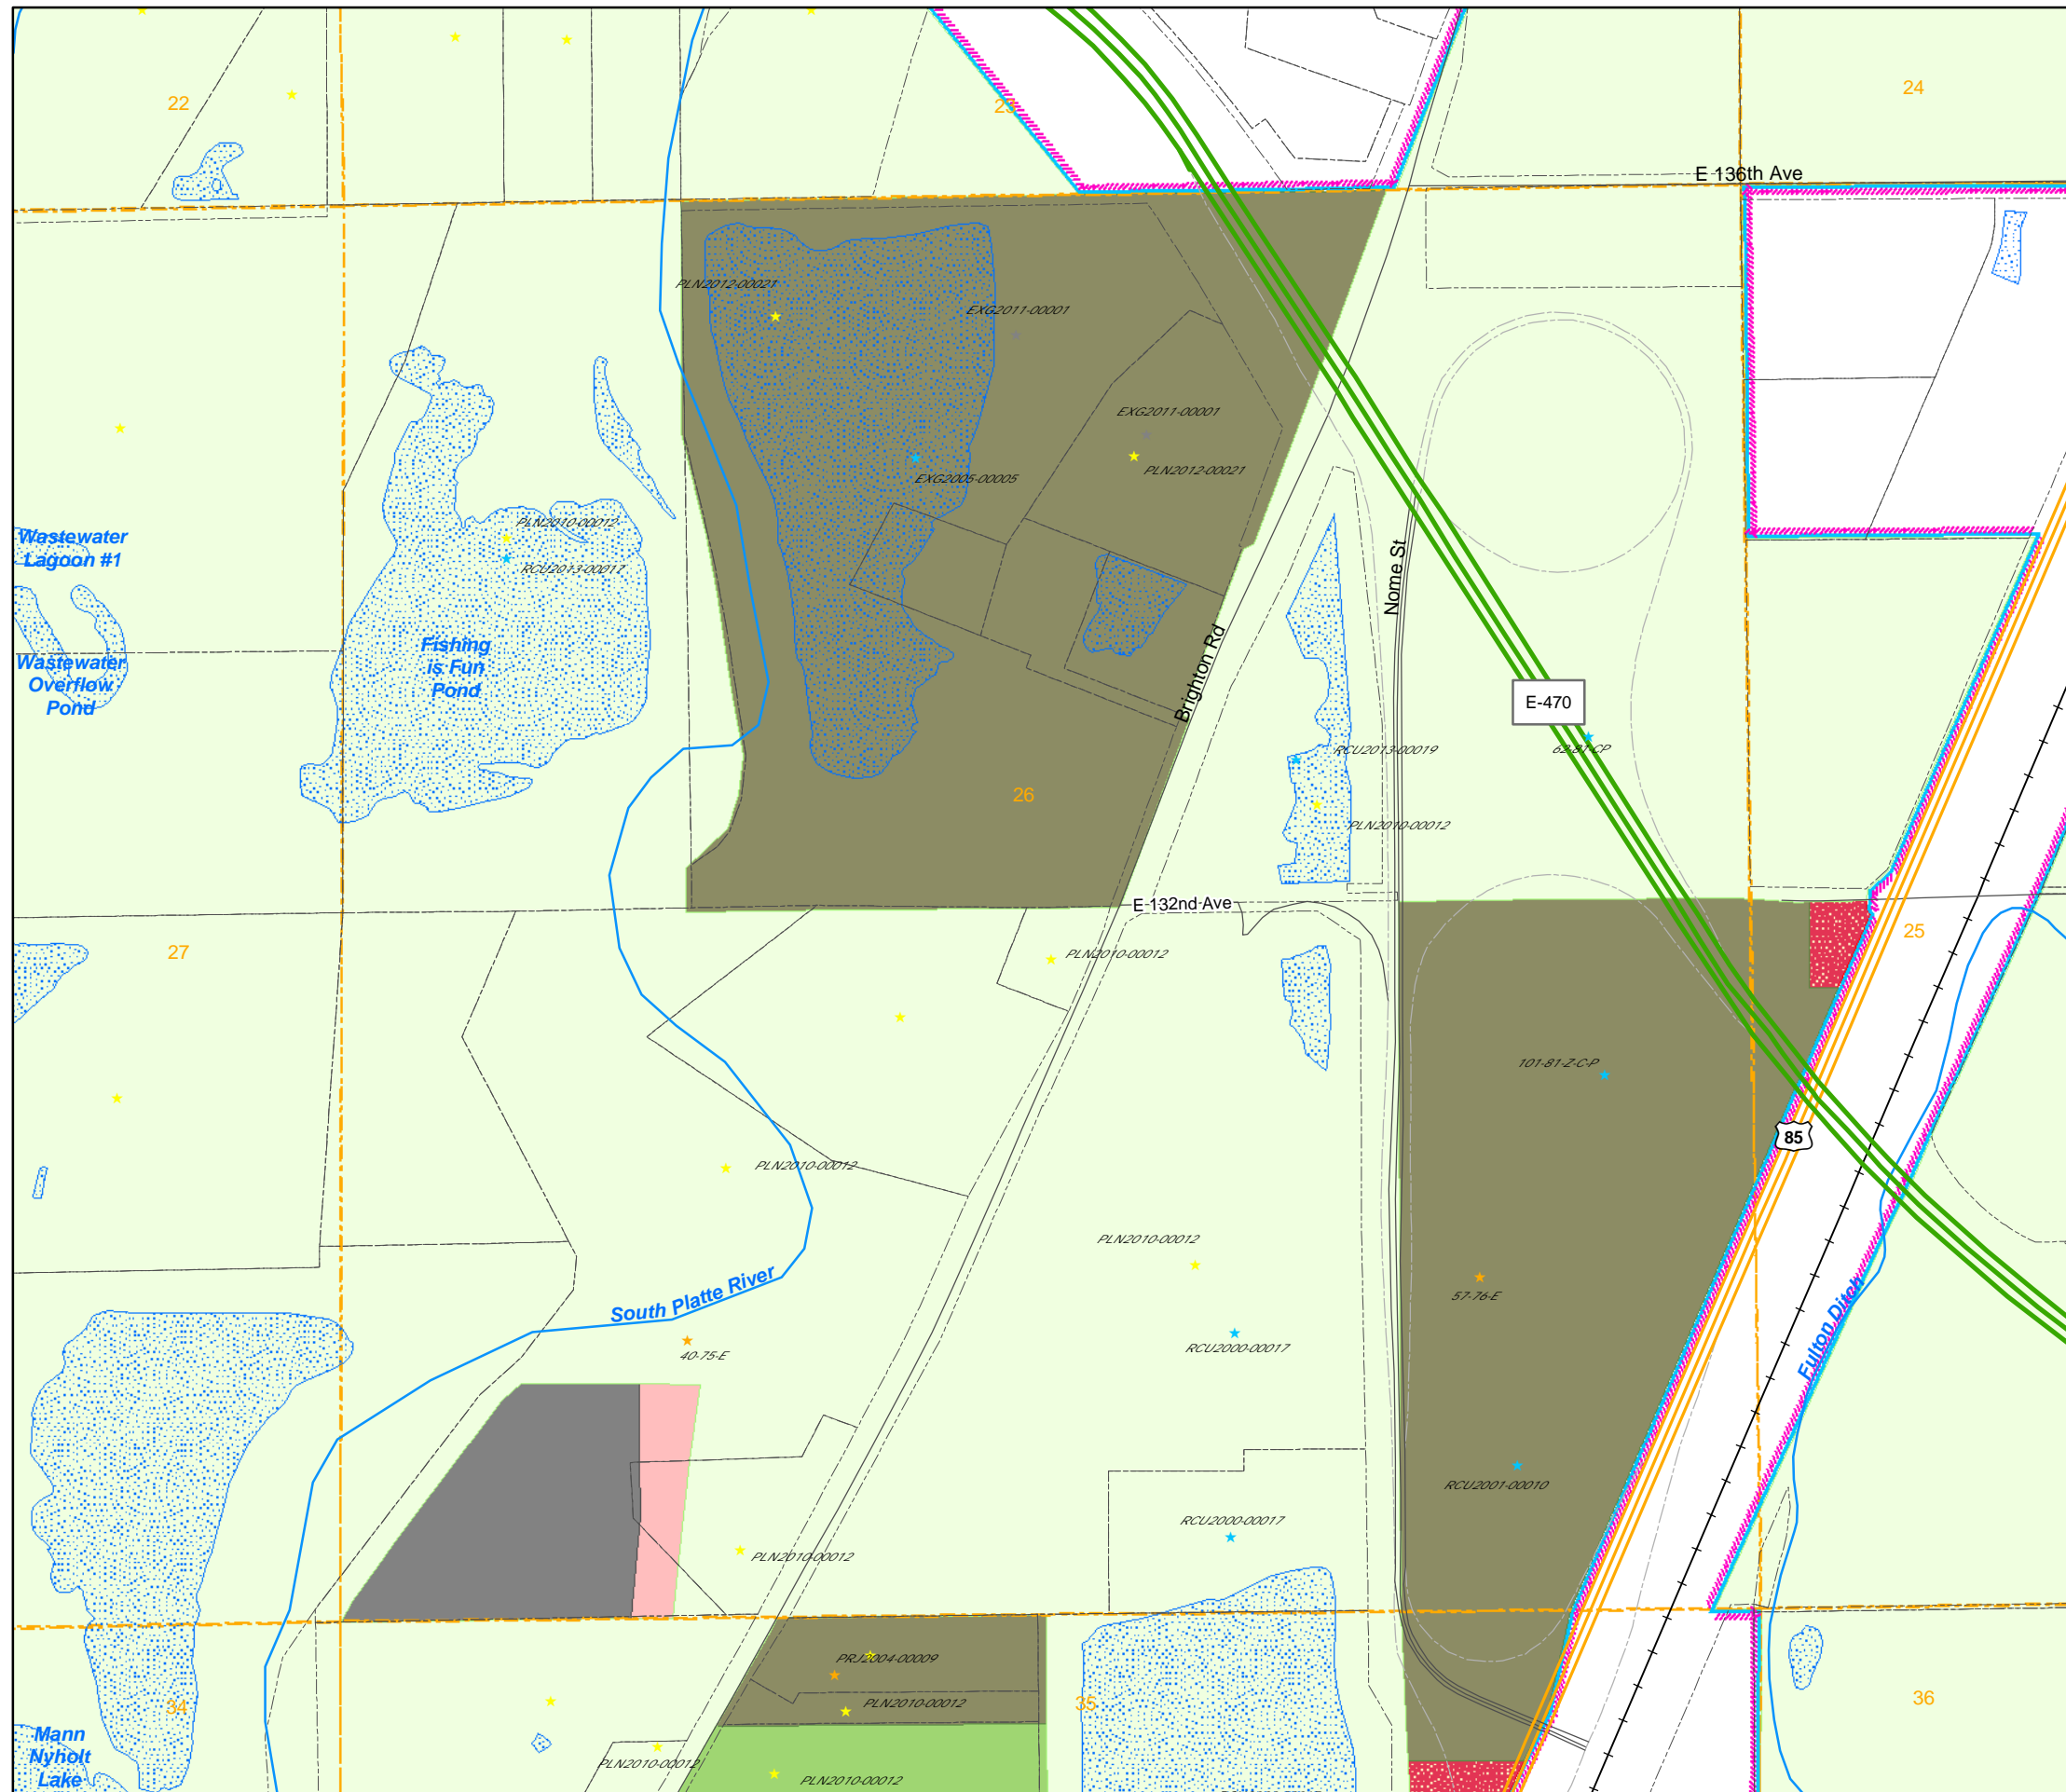 22
23
24
E 136th Ave
PLN2012-00021
EXG2011-00001
EXG2011-00001
PLN2012-00021
EXG2005-00005
PLN2010-00012
RCU2013-00017
Wastewater
Lagoon #1
Nome St
Fishing
is Fun
Pond
Wastewater
Overflow
Pond
Brighton Rd
E-470
RCU2013-00019
62-81-CP
26
PLN2010-00012
E 132nd Ave
25
27
PLN2010-00012
101-81-Z-C-P
85
PLN2010-00012
PLN2010-00012
South Platte River
57-76-E
Fulton Ditch
RCU2000-00017
40-75-E
RCU2001-00010
RCU2000-00017
PLN2010-00012
PRJ2004-00009
34
PLN2010-00012
35
36
Mann
Nyholt
Lake
PLN2010-00012
PLN2010-00012